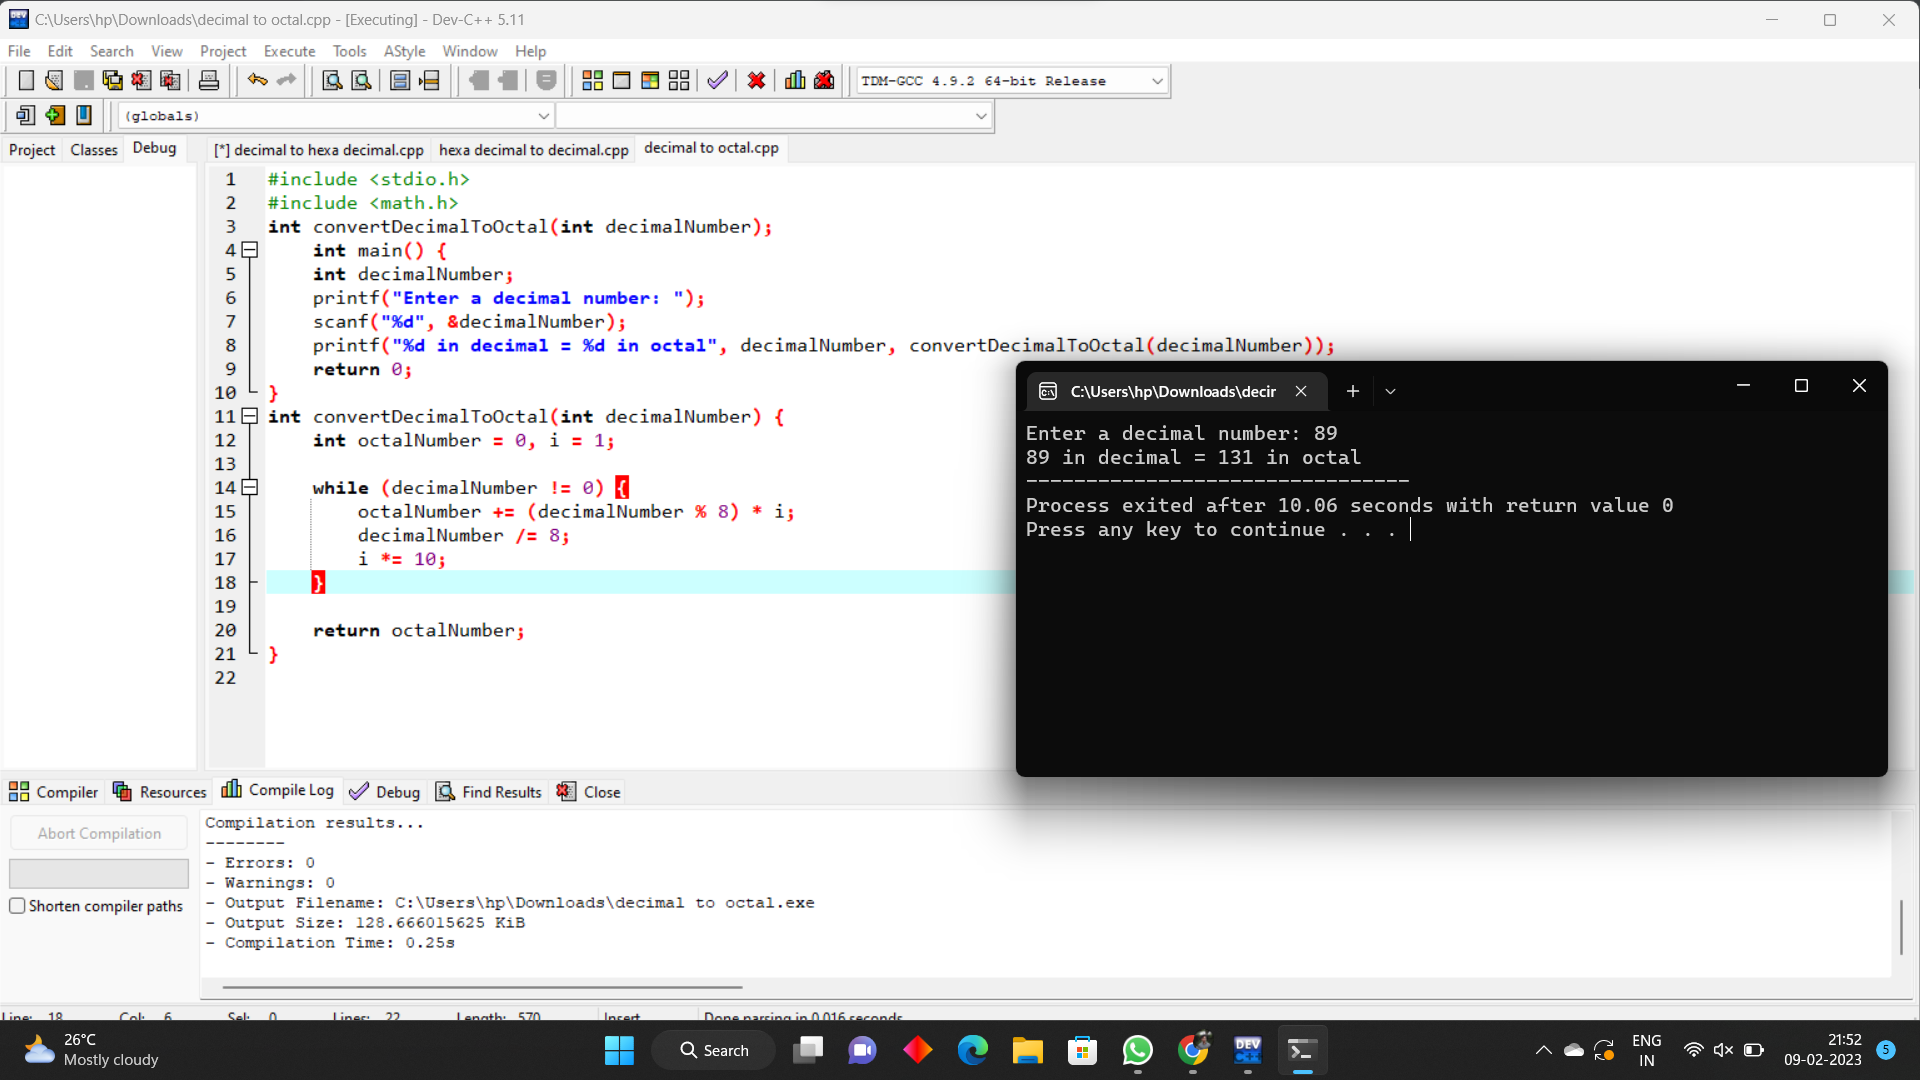 C:\Users\hp\Downloads\decimal to octal.cpp - [Executing] - Dev-C++ 5.11
File Edit Search View Project Execute Tools AStyle Window Help
TDM-GCC 4.9.2 64-bit Release
(globals)
Project Classes Debug [*] decimal to hexa decimal.cpp hexa decimal to decimal.cpp decimal to octal.cpp
1 #include <stdio.h>
2 #include <math.h>
3 int convertDecimalToOctal(int decimalNumber);
4 int main() {
5 int decimalNumber;
6 printf("Enter a decimal number: ");
7 scanf("%d", &decimalNumber);
8 printf("%d in decimal = %d in octal", decimalNumber, convertDecimalToOctal(decimalNumber));
9 return 0;
10 }
11 int convertDecimalToOctal(int decimalNumber) {
12 int octalNumber = 0, i = 1;
13
14 while (decimalNumber != 0) {
15 octalNumber += (decimalNumber % 8) * i;
16 decimalNumber /= 8;
17 i *= 10;
18 }
19
20 return octalNumber;
21 }
22
C:\Users\hp\Downloads\decir
Enter a decimal number: 89
89 in decimal = 131 in octal
--------------------------------
Process exited after 10.06 seconds with return value 0
Press any key to continue . . .
Compiler Resources Compile Log Debug Find Results Close
Abort Compilation
Shorten compiler paths
Compilation results...
--------
- Errors: 0
- Warnings: 0
- Output Filename: C:\Users\hp\Downloads\decimal to octal.exe
- Output Size: 128.666015625 KiB
- Compilation Time: 0.25s
Line: 18 Col: 6 Sel: 0 Lines: 22 Length: 570 Insert Done parsing in 0.016 seconds
26°C
Mostly cloudy
Search
DEV
C++
ENG
IN
21:52
09-02-2023
5